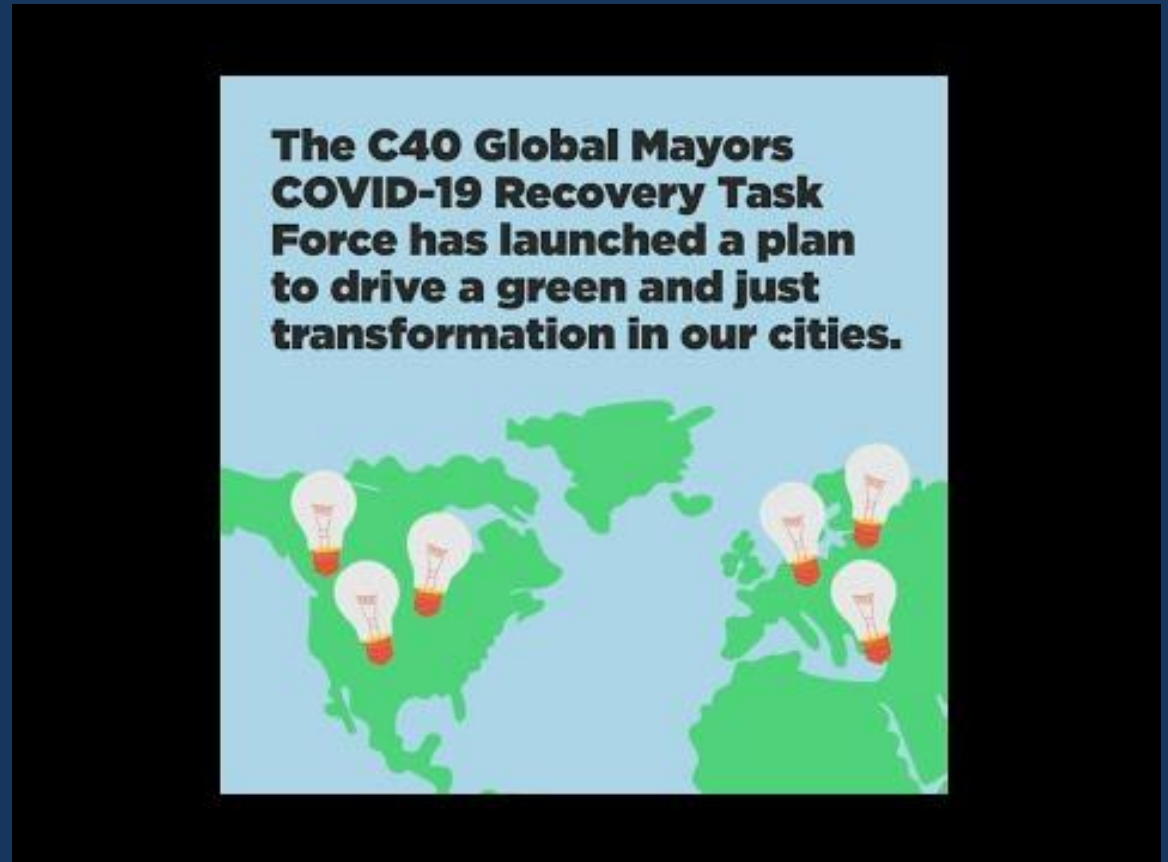 The C40 Global Mayors
COVID-19 Recovery Task
Force has launched a plan
to drive a green and just
transformation in our cities.